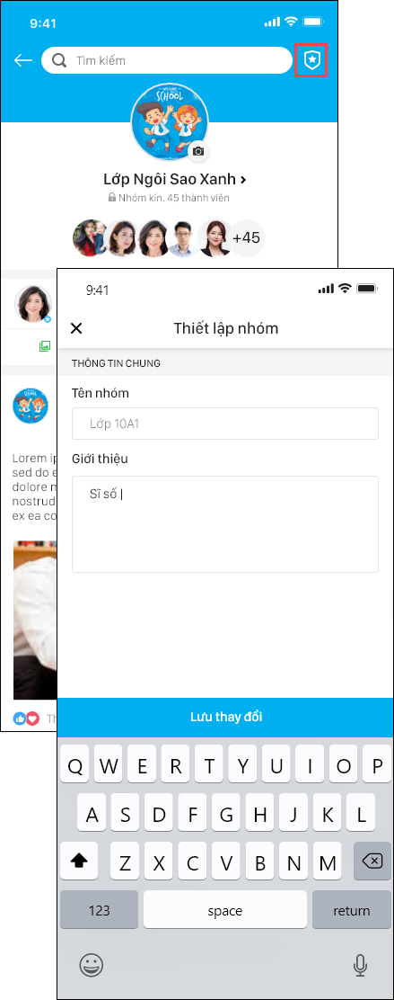 9:41
Tìm kiếm
WELCOME
SCHOOL
Lớp Ngôi Sao Xanh
Nhóm kín. 45 thành viên
+45
Lorem ip
sed do e
dolore m
nostrud
ex ea co
Th
9:41
Thiết lập nhóm
THÔNG TIN CHUNG
Tên nhóm
Lớp 10A1
Giới thiệu
Sĩ số
Lưu thay đổi
Q W E R T Y U I O P
A S D F G H J K L
Z X C V B N M
123 space return